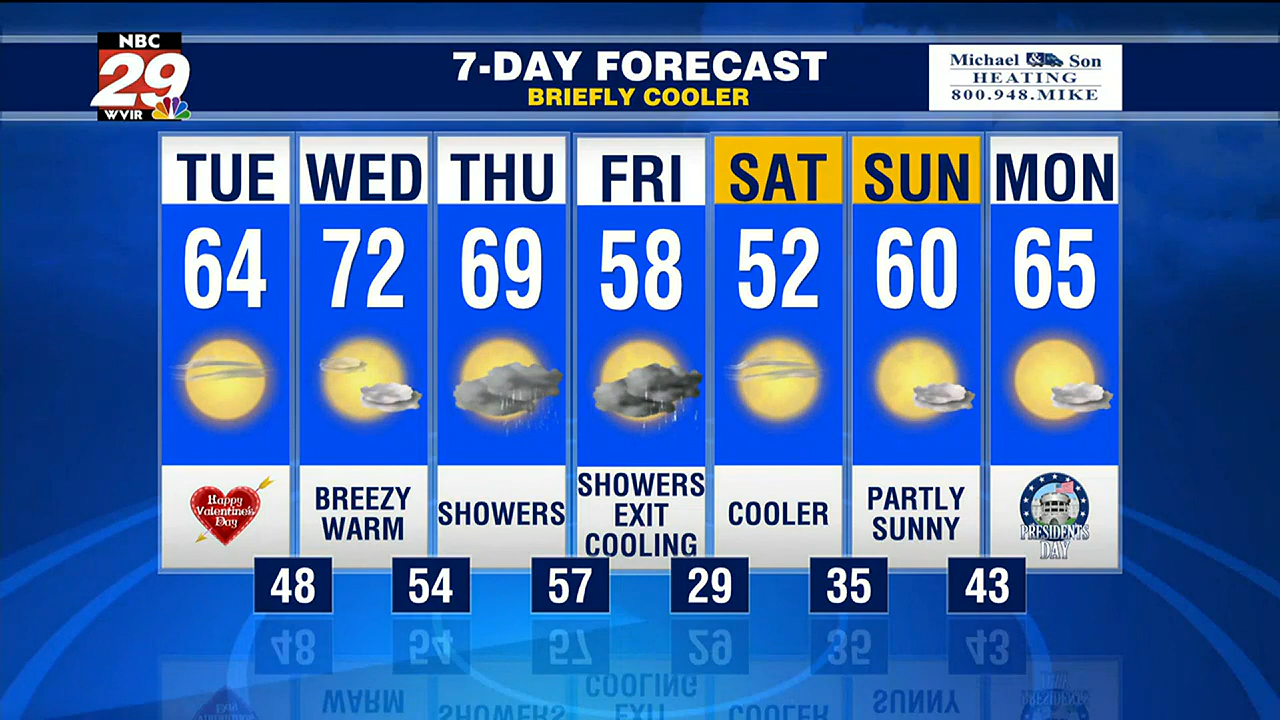 NBC
29
WVIR
7-DAY FORECAST
BRIEFLY COOLER
Michael Son
HEATING
800.948.MIKE
TUE WED THU FRI SAT SUN MON
64 72 69 58 52 60 65
Happy
Valentine's
Day
BREEZY
WARM
SHOWERS
SHOWERS
EXIT
COOLING
COOLER
PARTLY
SUNNY
PRESIDENTS
DAY
48 54 57 29 35 43